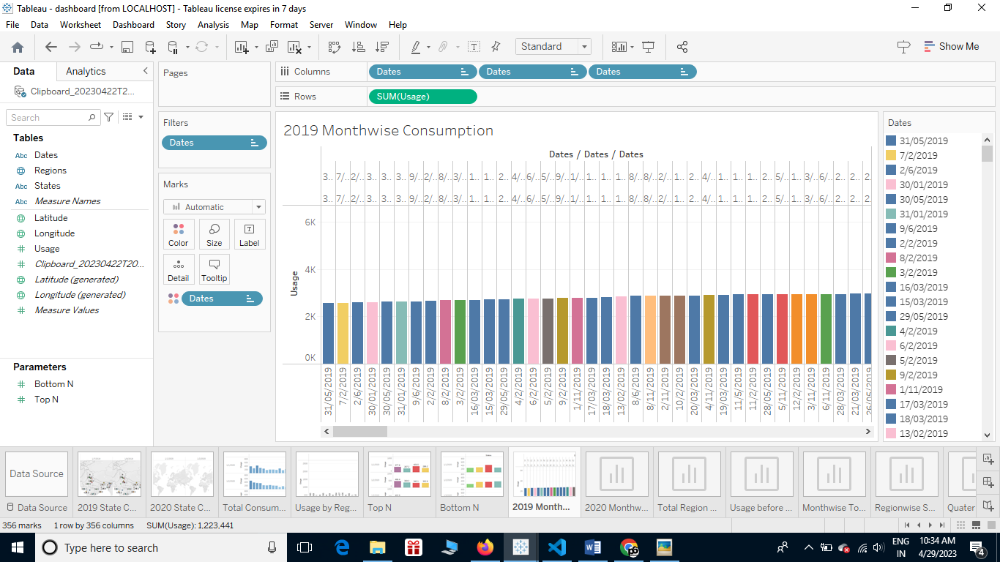 Tableau - dashboard [from LOCALHOST] - Tableau license expires in 7 days
File Data Worksheet Dashboard Story Analysis Map Format Server Window Help
Standard
Show Me
Data Analytics
Clipboard_20230422T2...
Search
Tables
Abc Dates
Regions
Abc States
Abc Measure Names
Latitude
Longitude
# Usage
# Clipboard_20230422T20...
Latitude (generated)
Longitude (generated)
# Measure Values
Parameters
# Bottom N
# Top N
Pages
Filters
Dates
Marks
Automatic
Color Size Label
Detail Tooltip
Dates
Columns Dates Dates Dates
Rows SUM(Usage)
2019 Monthwise Consumption
Dates / Dates / Dates
3.. 7/.. 2/.. 3.. 3.. 3.. 9/.. 2/.. 8/.. 3/.. 1.. 1.. 2.. 4/.. 6/.. 5/.. 9/.. 1/.. 1.. 1.. 1.. 8/.. 8/.. 2/.. 1.. 2.. 4/.. 1.. 1.. 1.. 2.. 5/.. 1.. 3/.. 6/.. 2.. 2.. 2..
3.. 7/.. 2/.. 3.. 3.. 3.. 9/.. 2/.. 8/.. 3/.. 1.. 1.. 2.. 4/.. 6/.. 5/.. 9/.. 1/.. 1.. 1.. 1.. 8/.. 8/.. 2/.. 1.. 2.. 4/.. 1.. 1.. 1.. 2.. 5/.. 1.. 3/.. 6/.. 2.. 2.. 2..
6K
4K
2K
0K
Usage
31/05/2019
7/2/2019
2/6/2019
30/01/2019
30/05/2019
31/01/2019
9/6/2019
2/2/2019
8/2/2019
3/2/2019
16/03/2019
15/03/2019
29/05/2019
4/2/2019
6/2/2019
5/2/2019
9/2/2019
1/11/2019
17/03/2019
18/03/2019
13/02/2019
8/6/2019
8/11/2019
2/11/2019
10/2/2019
20/03/2019
4/11/2019
19/03/2019
11/5/2019
11/2/2019
28/05/2019
5/11/2019
12/2/2019
3/11/2019
6/11/2019
28/03/2019
21/03/2019
26/05/2019
Dates
31/05/2019
7/2/2019
2/6/2019
30/01/2019
30/05/2019
31/01/2019
9/6/2019
2/2/2019
8/2/2019
3/2/2019
16/03/2019
15/03/2019
29/05/2019
4/2/2019
6/2/2019
5/2/2019
9/2/2019
1/11/2019
17/03/2019
18/03/2019
13/02/2019
Data Source
Data Source 2019 State C... 2020 State C... Total Consum... Usage by Reg... Top N Bottom N 2019 Month... 2020 Monthw... Total Region ... Usage before ... Monthwise To... Regionwise S... Quater
356 marks 1 row by 356 columns SUM(Usage): 1,223,441
Type here to search
ENG
IN
10:34 AM
4/29/2023
4